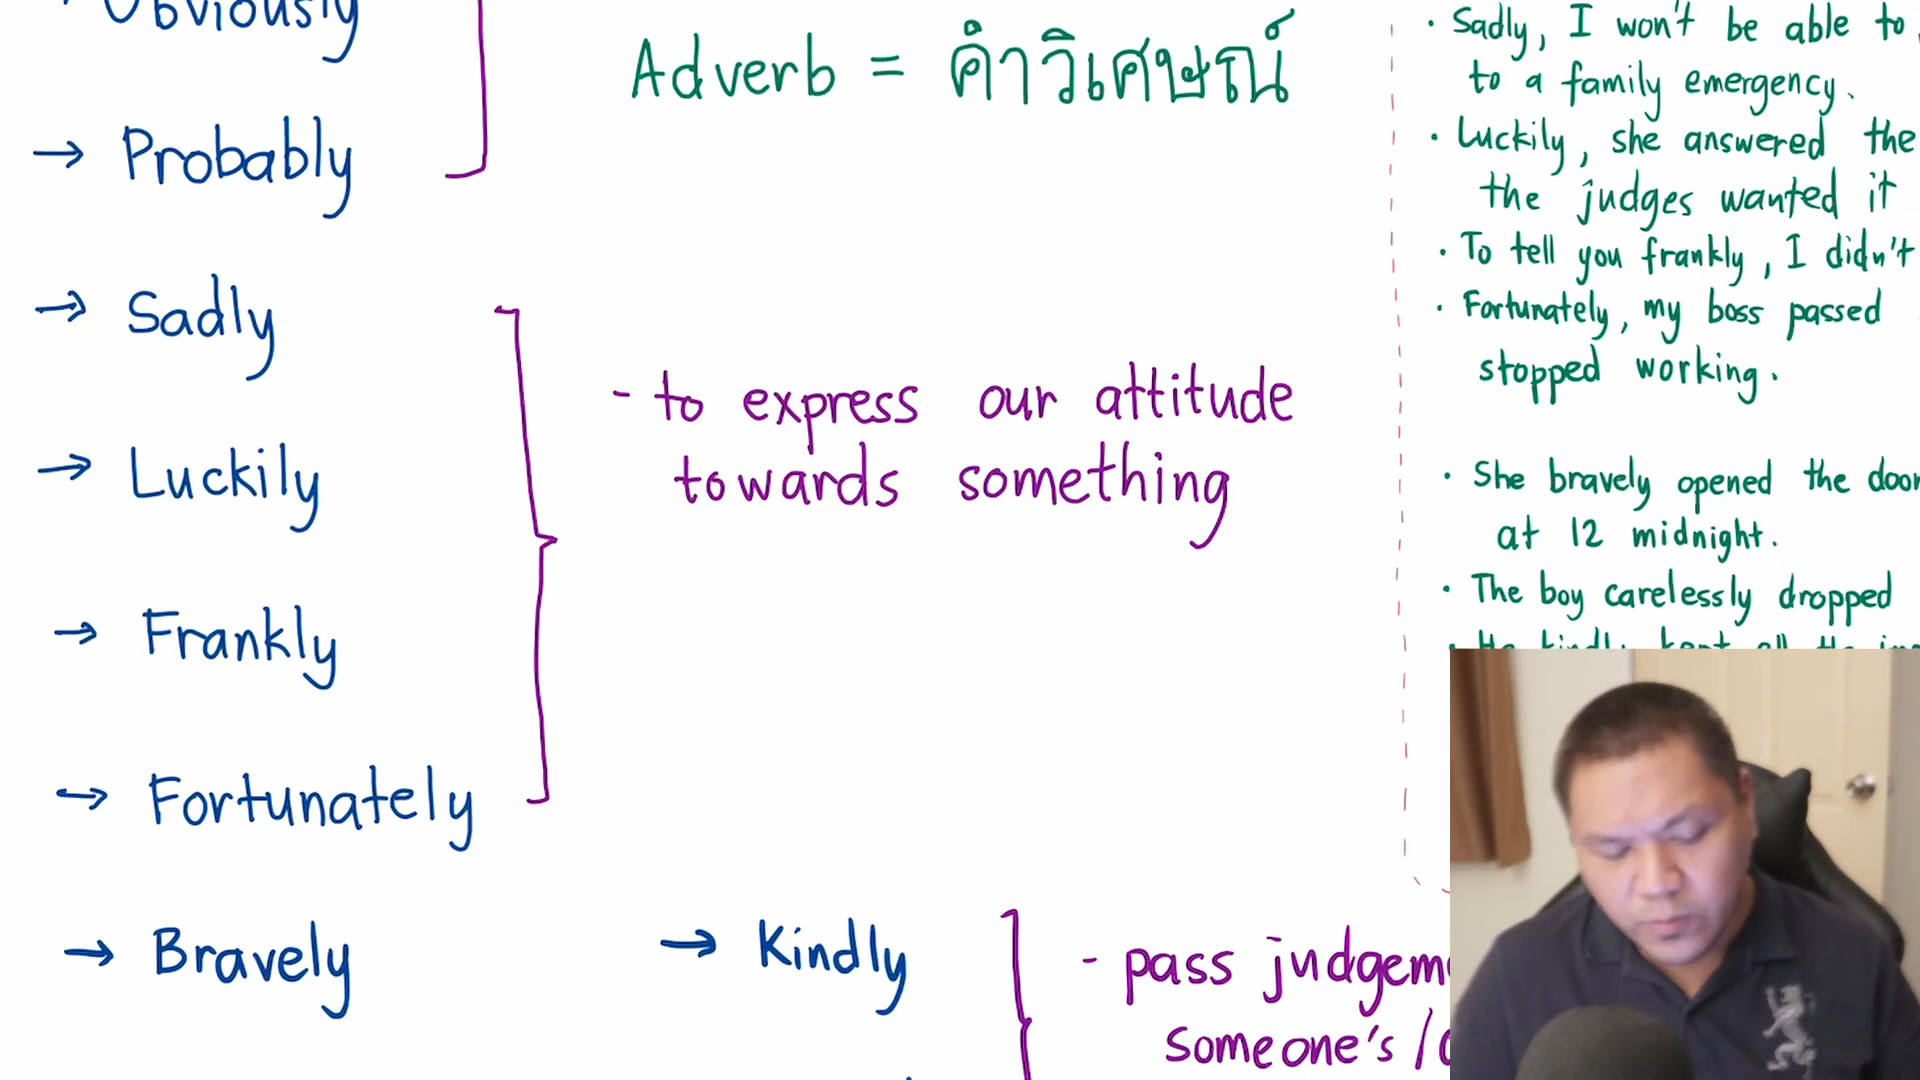 Obviously
→ Probably
→ Sadly
→ Luckily
→ Frankly
→ Fortunately
→ Bravely
Adverb = คำวิเศษณ์
- to express our attitude
towards something
→ Kindly
- pass
someone's /
• Sadly, I won't be able to
to a family emergency.
• Luckily, she answered the
the judges wanted it
• To tell you frankly, I didn't
• Fortunately, my boss passed
stopped working.
• She bravely opened the door
at 12 midnight.
• The boy carelessly dropped